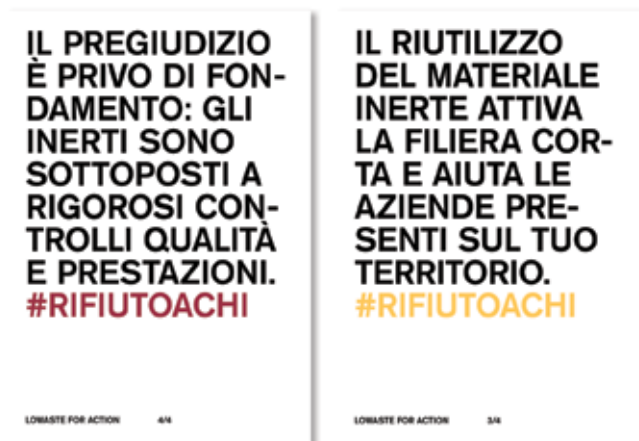 IL PREGIUDIZIO
È PRIVO DI FON-
DAMENTO: GLI
INERTI SONO
SOTTOPOSTI A
RIGOROSI CON-
TROLLI QUALITÀ
E PRESTAZIONI.
#RIFIUTOACHI
LOWASTE FOR ACTION 4/4
IL RIUTILIZZO
DEL MATERIALE
INERTE ATTIVA
LA FILIERA COR-
TA E AIUTA LE
AZIENDE PRE-
SENTI SUL TUO
TERRITORIO.
#RIFIUTOACHI
LOWASTE FOR ACTION 3/4